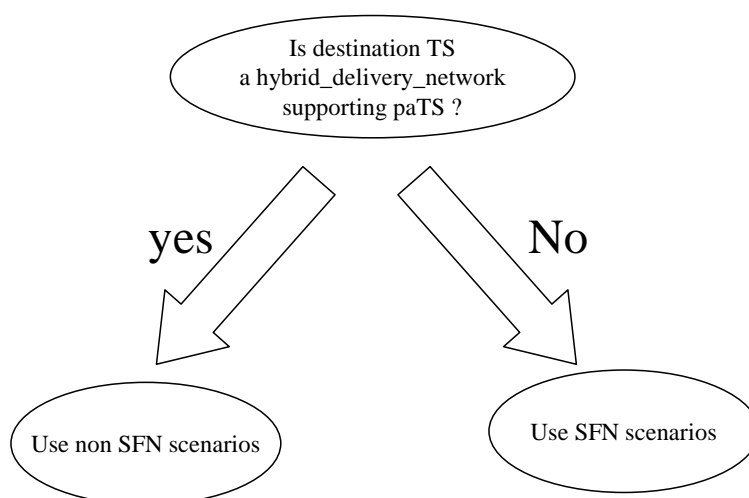 Is destination TS
a hybrid_delivery_network
supporting paTS ?
yes
No
Use non SFN scenarios
Use SFN scenarios